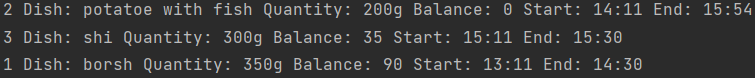 2 Dish: potatoe with fish Quantity: 200g Balance: 0 Start: 14:11 End: 15:54
3 Dish: shi Quantity: 300g Balance: 35 Start: 15:11 End: 15:30
1 Dish: borsh Quantity: 350g Balance: 90 Start: 13:11 End: 14:30